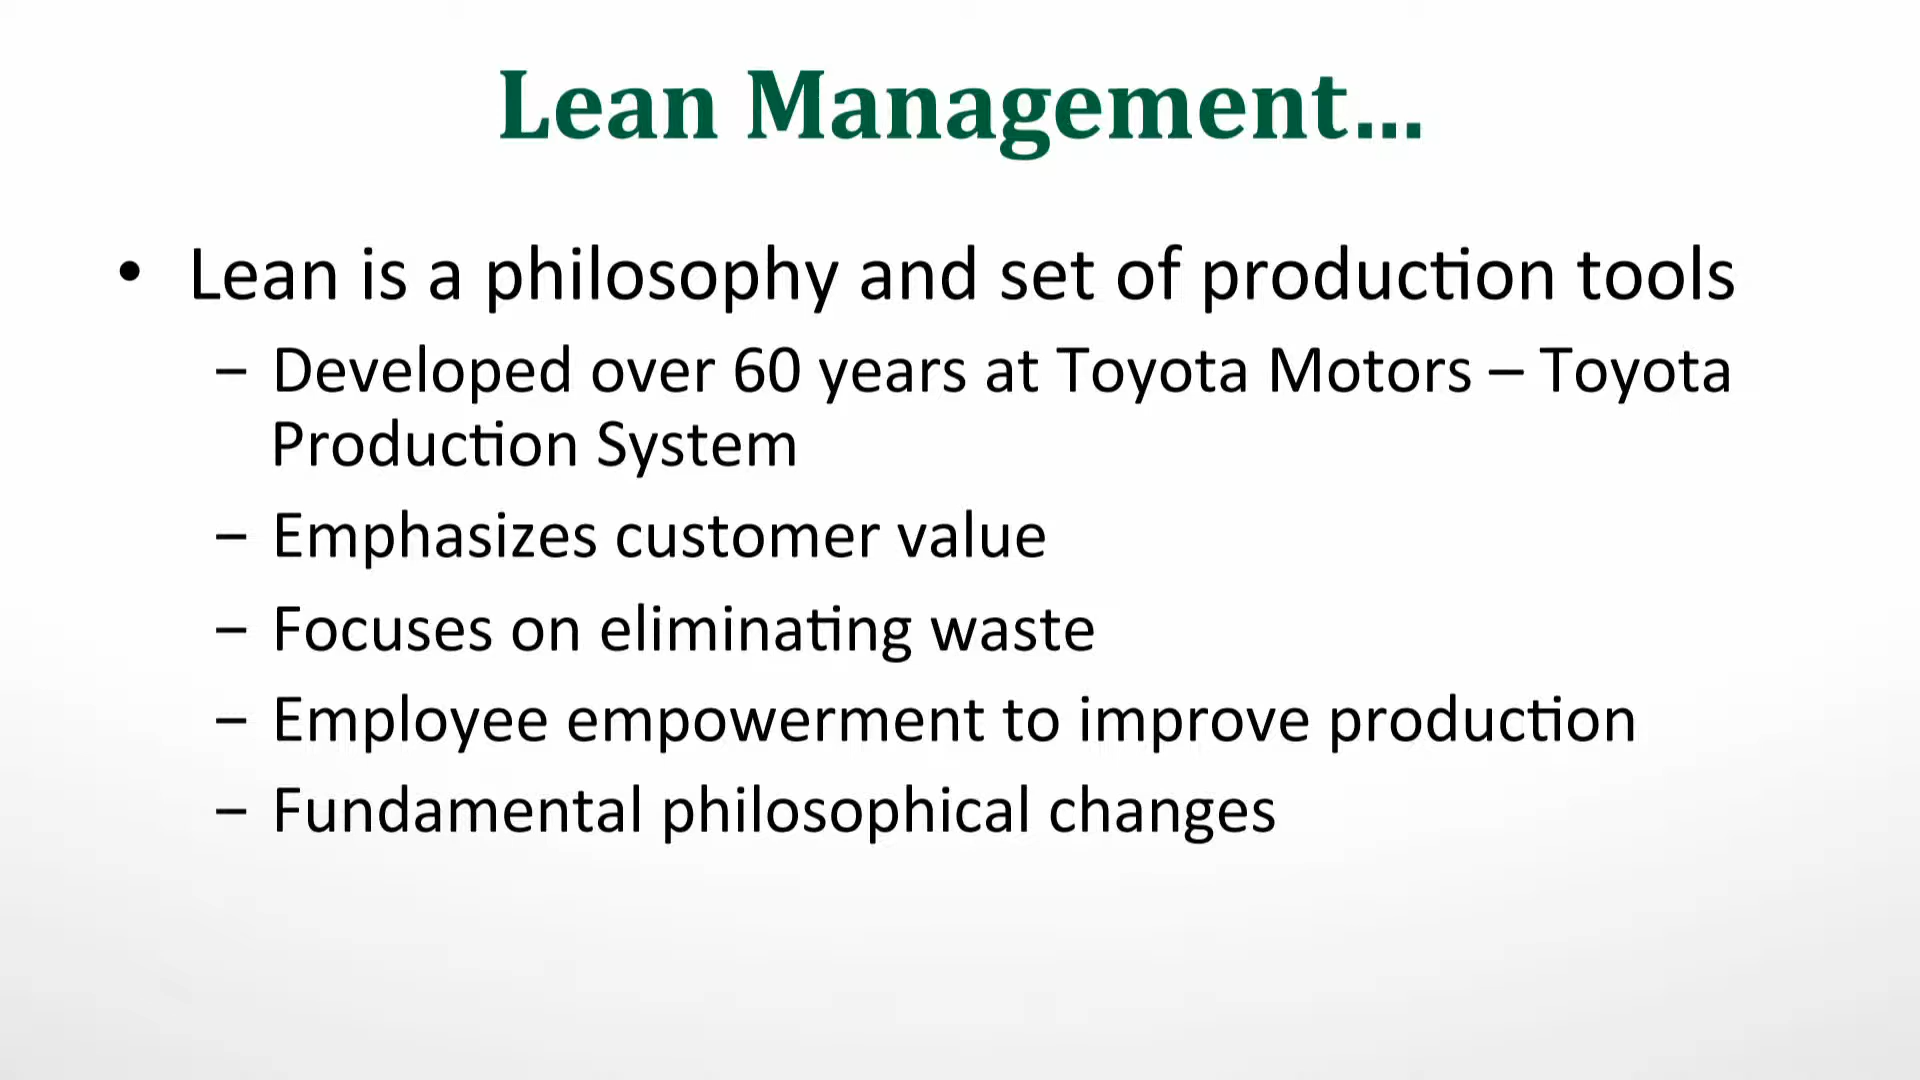 Lean Management...
• Lean is a philosophy and set of production tools
– Developed over 60 years at Toyota Motors – Toyota
Production System
– Emphasizes customer value
– Focuses on eliminating waste
– Employee empowerment to improve production
– Fundamental philosophical changes